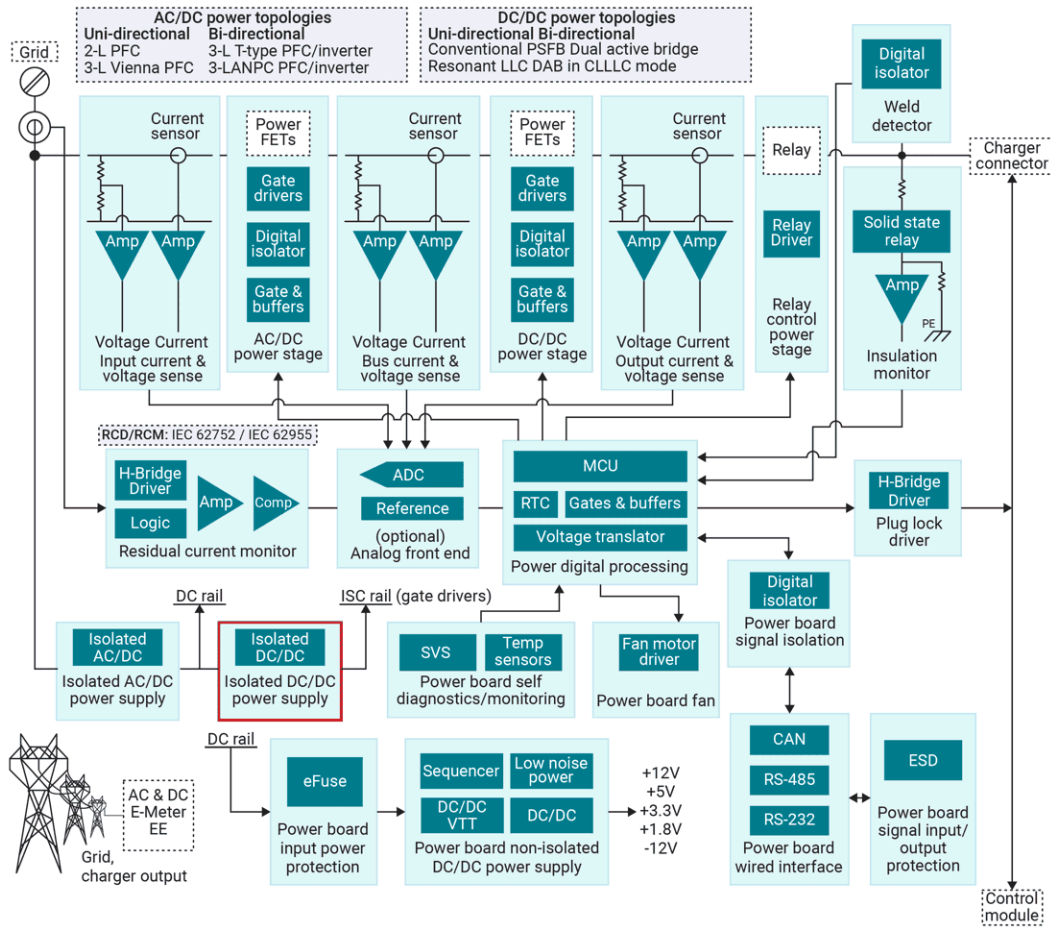 AC/DC power topologies
Uni-directional Bi-directional
2-L PFC 3-L T-type PFC/inverter
3-L Vienna PFC 3-LANPC PFC/inverter
DC/DC power topologies
Uni-directional Bi-directional
Conventional PSFB Dual active bridge
Resonant LLC DAB in CLLLC mode
Grid
Current
sensor
Amp
Amp
Voltage Current
Input current &
voltage sense
Power
FETs
Gate
drivers
Digital
isolator
Gate &
buffers
AC/DC
power stage
Current
sensor
Amp
Amp
Voltage Current
Bus current &
voltage sense
Power
FETs
Gate
drivers
Digital
isolator
Gate &
buffers
DC/DC
power stage
Current
sensor
Amp
Amp
Voltage Current
Output current &
voltage sense
Relay
Relay
Driver
Relay
control
power
stage
Digital
isolator
Weld
detector
Charger
connector
Solid state
relay
Amp
PE
Insulation
monitor
RCD/RCM: IEC 62752 / IEC 62955
H-Bridge
Driver
Logic
Amp
Comp
Residual current monitor
ADC
Reference
(optional)
Analog front end
MCU
RTC
Gates & buffers
Voltage translator
Power digital processing
H-Bridge
Driver
Plug lock
driver
DC rail
ISC rail (gate drivers)
Isolated
AC/DC
Isolated AC/DC
power supply
Isolated
DC/DC
Isolated DC/DC
power supply
SVS
Temp
sensors
Power board self
diagnostics/monitoring
Fan motor
driver
Power board fan
Digital
isolator
Power board
signal isolation
AC & DC
E-Meter
EE
Grid,
charger output
DC rail
eFuse
Power board
input power
protection
Sequencer
Low noise
power
DC/DC
VTT
DC/DC
Power board non-isolated
DC/DC power supply
+12V
+5V
+3.3V
+1.8V
-12V
CAN
RS-485
RS-232
Power board
wired interface
ESD
Power board
signal input/
output
protection
Control
module